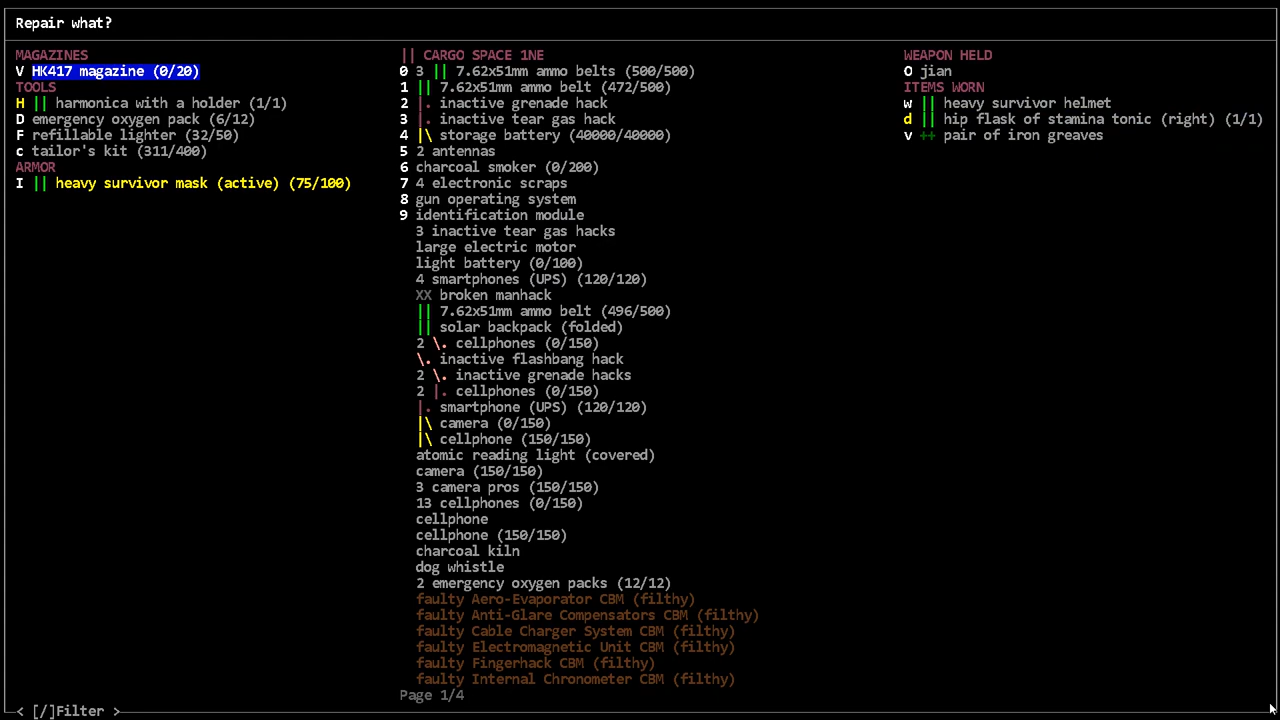 Repair what?
MAGAZINES
V HK417 magazine (0/20)
TOOLS
H || harmonica with a holder (1/1)
D emergency oxygen pack (6/12)
F refillable lighter (32/50)
c tailor's kit (311/400)
ARMOR
I || heavy survivor mask (active) (75/100)
|| CARGO SPACE 1NE
0 3 || 7.62x51mm ammo belts (500/500)
1 || 7.62x51mm ammo belt (472/500)
2 |. inactive grenade hack
3 |. inactive tear gas hack
4 |\ storage battery (40000/40000)
5 2 antennas
6 charcoal smoker (0/200)
7 4 electronic scraps
8 gun operating system
9 identification module
3 inactive tear gas hacks
large electric motor
light battery (0/100)
4 smartphones (UPS) (120/120)
XX broken manhack
|| 7.62x51mm ammo belt (496/500)
|| solar backpack (folded)
2 \. cellphones (0/150)
\. inactive flashbang hack
2 \. inactive grenade hacks
2 |. cellphones (0/150)
|. smartphone (UPS) (120/120)
|\ camera (0/150)
|\ cellphone (150/150)
atomic reading light (covered)
camera (150/150)
3 camera pros (150/150)
13 cellphones (0/150)
cellphone
cellphone (150/150)
charcoal kiln
dog whistle
2 emergency oxygen packs (12/12)
faulty Aero-Evaporator CBM (filthy)
faulty Anti-Glare Compensators CBM (filthy)
faulty Cable Charger System CBM (filthy)
faulty Electromagnetic Unit CBM (filthy)
faulty Fingerhack CBM (filthy)
faulty Internal Chronometer CBM (filthy)
Page 1/4
WEAPON HELD
O jian
ITEMS WORN
w || heavy survivor helmet
d || hip flask of stamina tonic (right) (1/1)
v ++ pair of iron greaves
< [/]Filter >